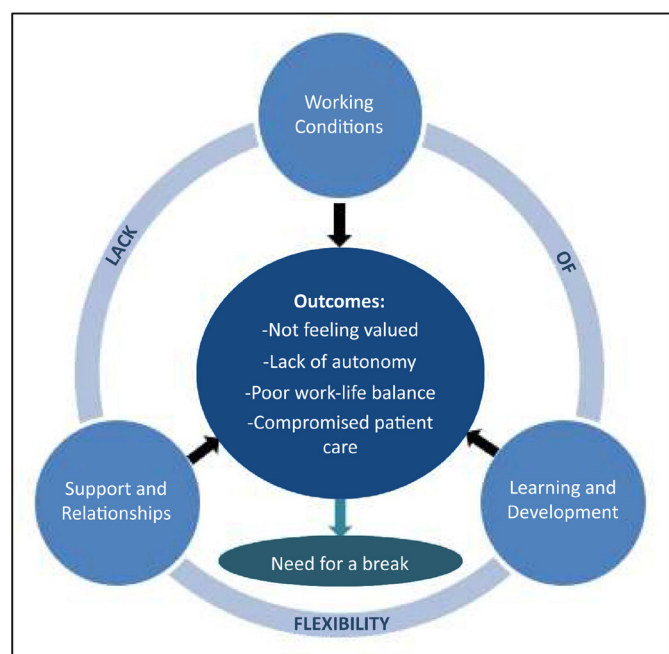 Working
Conditions
LACK
OF
Outcomes:
-Not feeling valued
-Lack of autonomy
-Poor work-life balance
-Compromised patient
care
Support and
Relationships
Learning and
Development
Need for a break
FLEXIBILITY